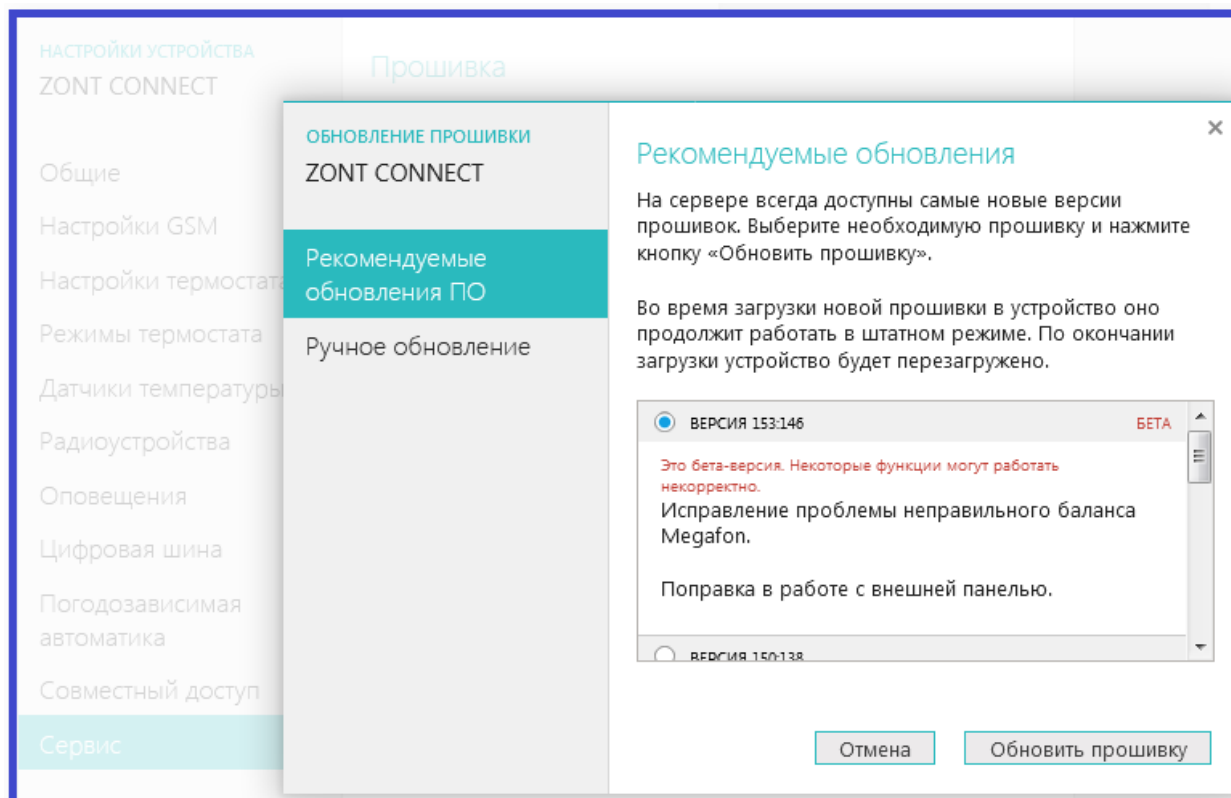 НАСТРОЙКИ УСТРОЙСТВА
ZONT CONNECT
Общие
Настройки GSM
Настройки термостата
Режимы термостата
Датчики температуры
Радиоустройства
Оповещения
Цифровая шина
Погодозависимая
автоматика
Совместный доступ
Сервис
Прошивка
ОБНОВЛЕНИЕ ПРОШИВКИ
ZONT CONNECT
Рекомендуемые
обновления ПО
Ручное обновление
×
Рекомендуемые обновления
На сервере всегда доступны самые новые версии
прошивок. Выберите необходимую прошивку и нажмите
кнопку «Обновить прошивку».
Во время загрузки новой прошивки в устройство оно
продолжит работать в штатном режиме. По окончании
загрузки устройство будет перезагружено.
ВЕРСИЯ 153:146 БЕТА
Это бета-версия. Некоторые функции могут работать
некорректно.
Исправление проблемы неправильного баланса
Megafon.
Поправка в работе с внешней панелью.
ВЕРСИЯ 150:138
Отмена Обновить прошивку